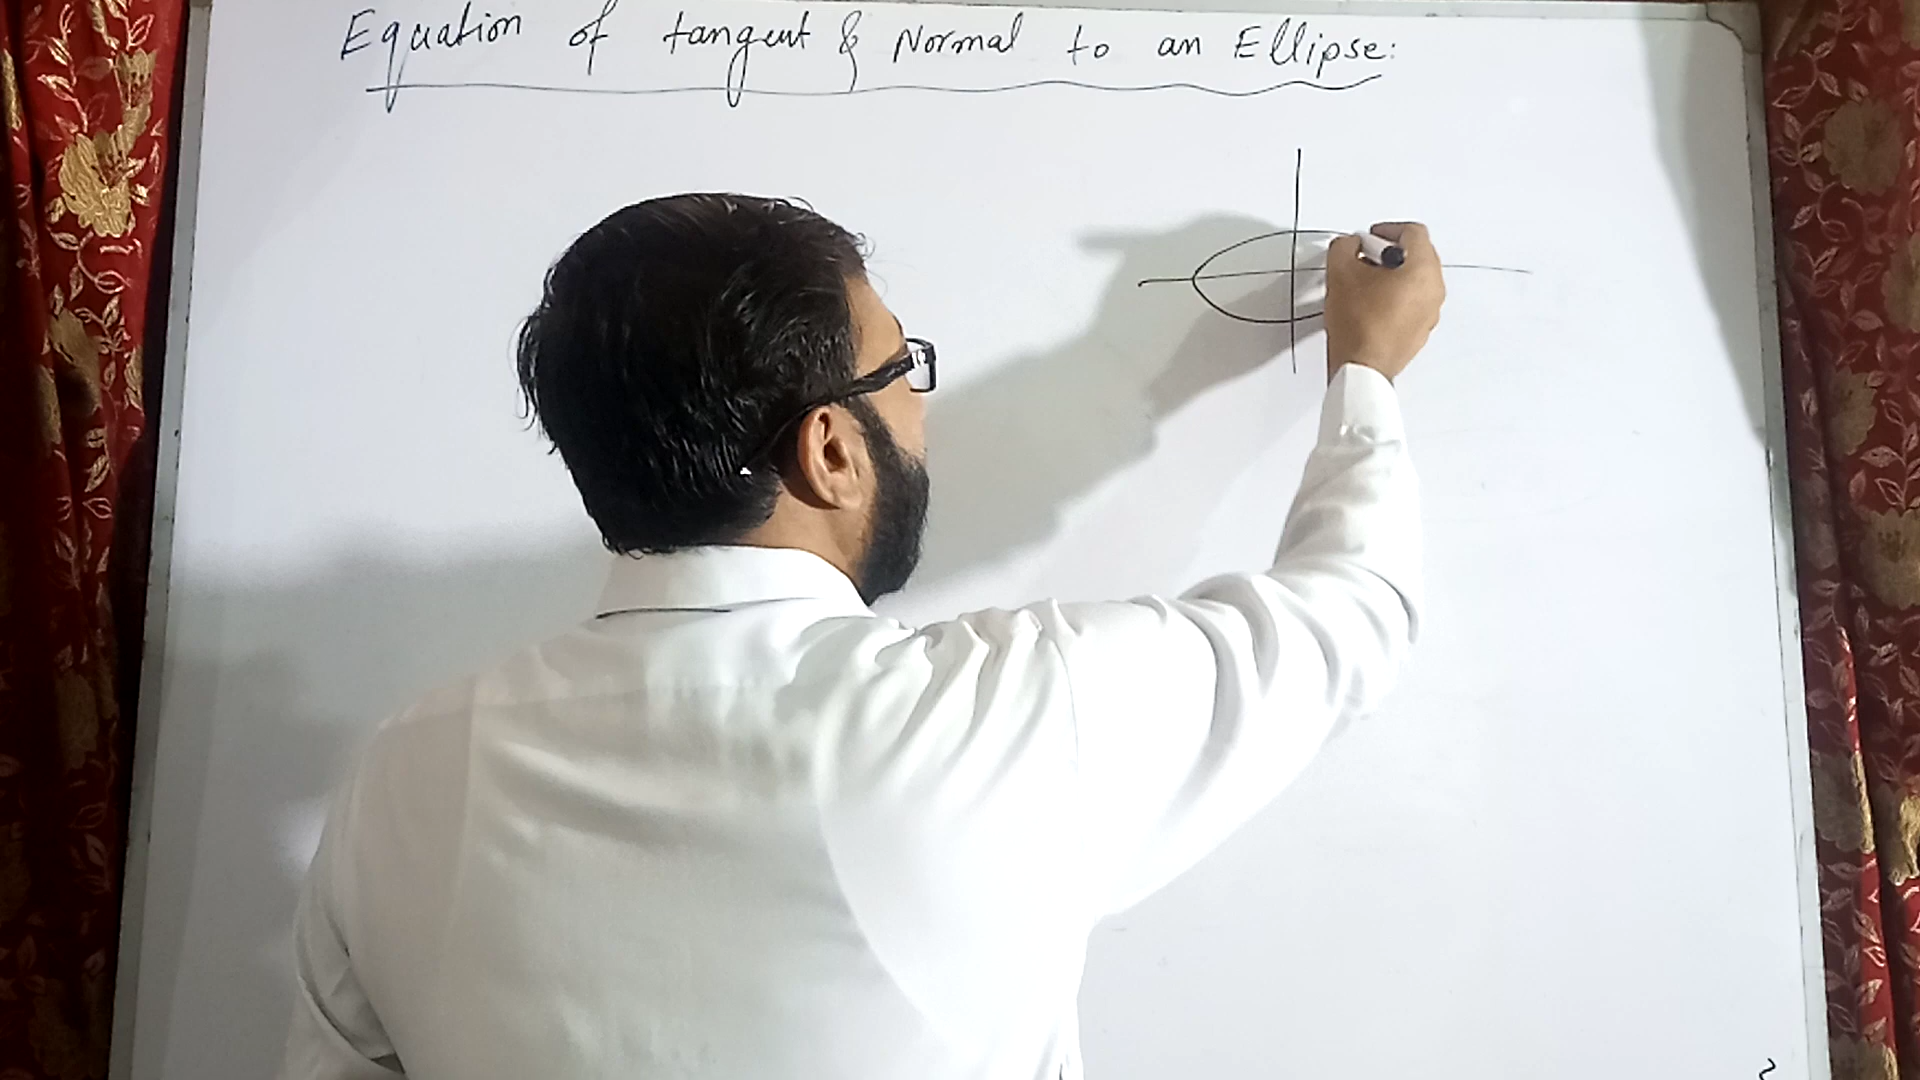 Equation of tangent & Normal to an Ellipse: